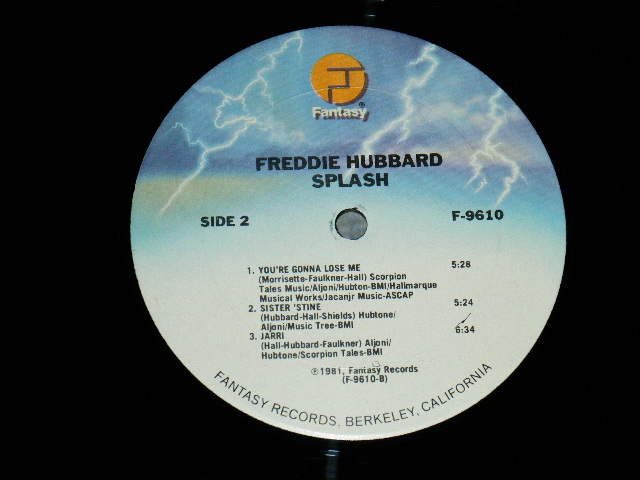 Fantasy®
FREDDIE HUBBARD
SPLASH
SIDE 2
F-9610
1. YOU'RE GONNA LOSE ME 5:28
(Morrisette-Faulkner-Hall) Scorpion
Tales Music/Aljoni/Hubton-BMI/Hallmarque
Musical Works/Jacanjr Music-ASCAP
2. SISTER 'STINE 5:24
(Hubbard-Hall-Shields) Hubtone/
Aljoni/Music Tree-BMI
3. JARRI 6:34
(Hall-Hubbard-Faulkner) Aljoni/
Hubtone/Scorpion Tales-BMI
℗1981, Fantasy Records
(F-9610-B)
FANTASY RECORDS, BERKELEY, CALIFORNIA